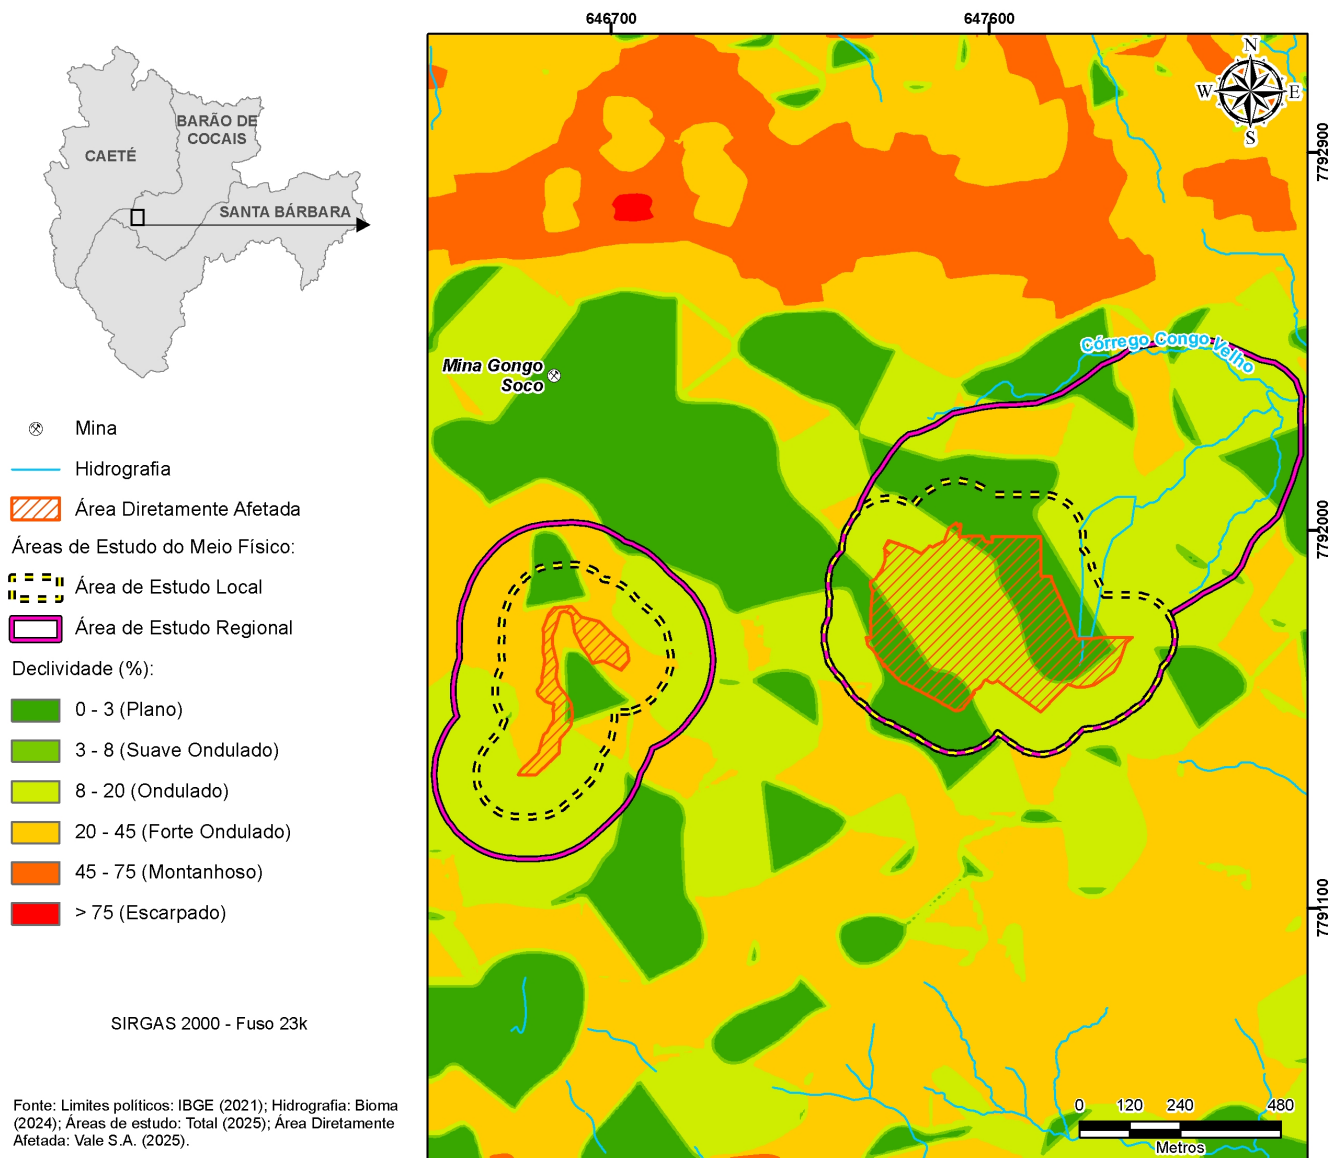 646700
647600
N
W
E
S
7792900
7792000
7791100
BARÃO DE
COCAIS
CAETÉ
SANTA BÁRBARA
Mina Gongo
Soco
Córrego Congo Velho
Mina
Hidrografia
Área Diretamente Afetada
Áreas de Estudo do Meio Físico:
Área de Estudo Local
Área de Estudo Regional
Declividade (%):
0 - 3 (Plano)
3 - 8 (Suave Ondulado)
8 - 20 (Ondulado)
20 - 45 (Forte Ondulado)
45 - 75 (Montanhoso)
> 75 (Escarpado)
SIRGAS 2000 - Fuso 23k
Fonte: Limites políticos: IBGE (2021); Hidrografia: Bioma
(2024); Áreas de estudo: Total (2025); Área Diretamente
Afetada: Vale S.A. (2025).
0 120 240 480
Metros